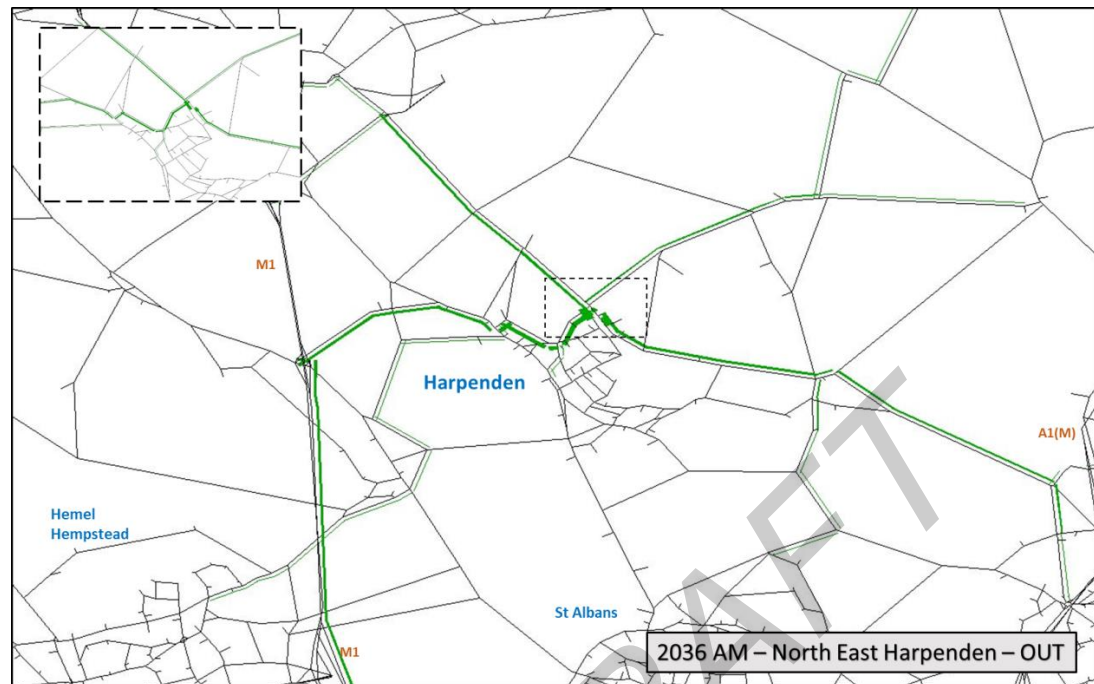 M1
Harpenden
A1(M)
Hemel
Hempstead
St Albans
M1
2036 AM – North East Harpenden – OUT
DRAFT